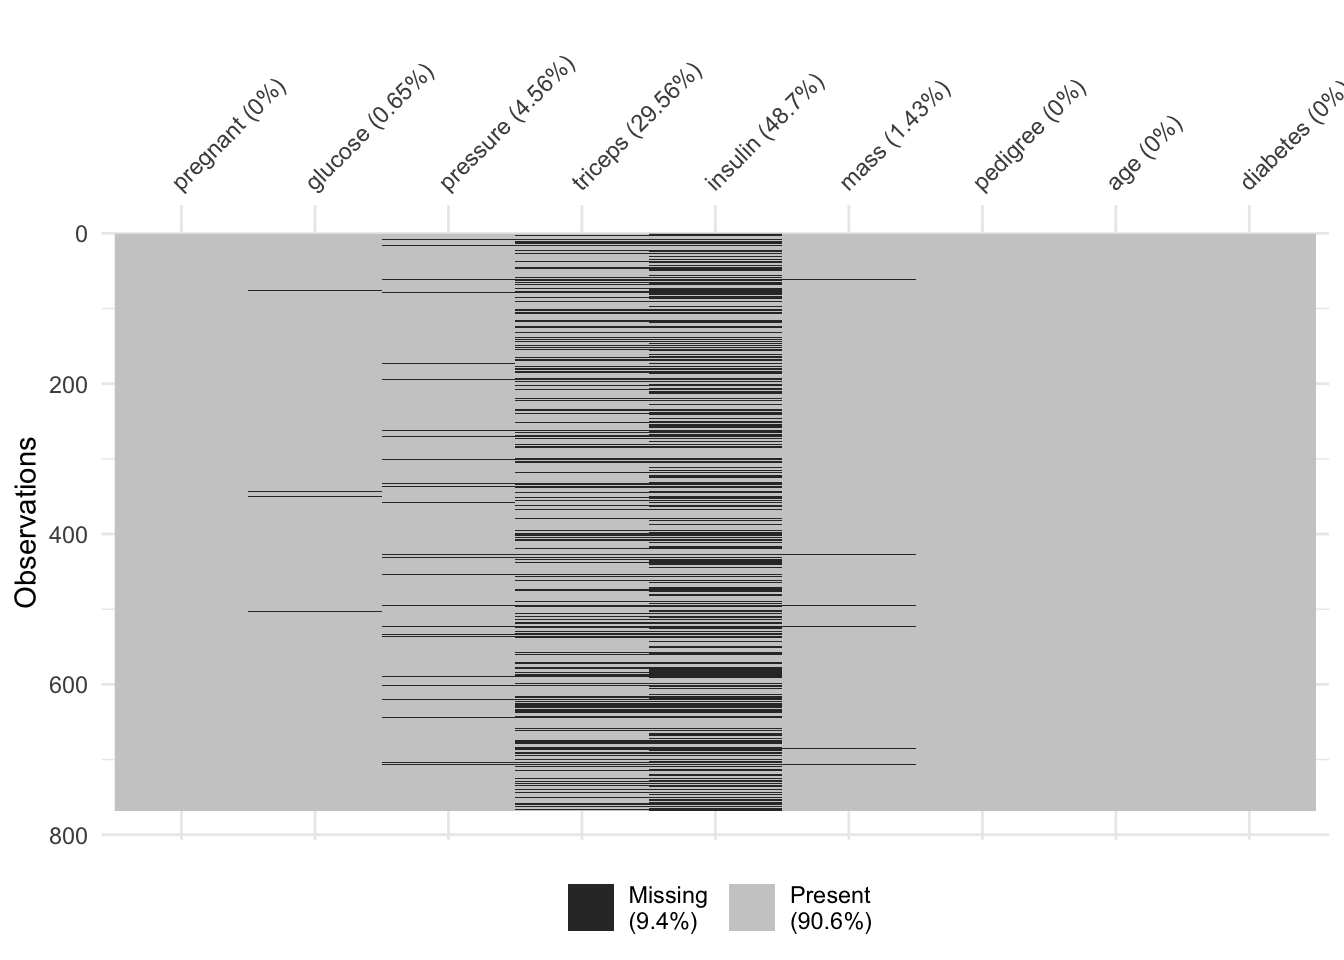 pregnant (0%)
glucose (0.65%)
pressure (4.56%)
triceps (29.56%)
insulin (48.7%)
mass (1.43%)
pedigree (0%)
age (0%)
diabetes (0%
0
200
400
600
800
Observations
Missing
(9.4%)
Present
(90.6%)